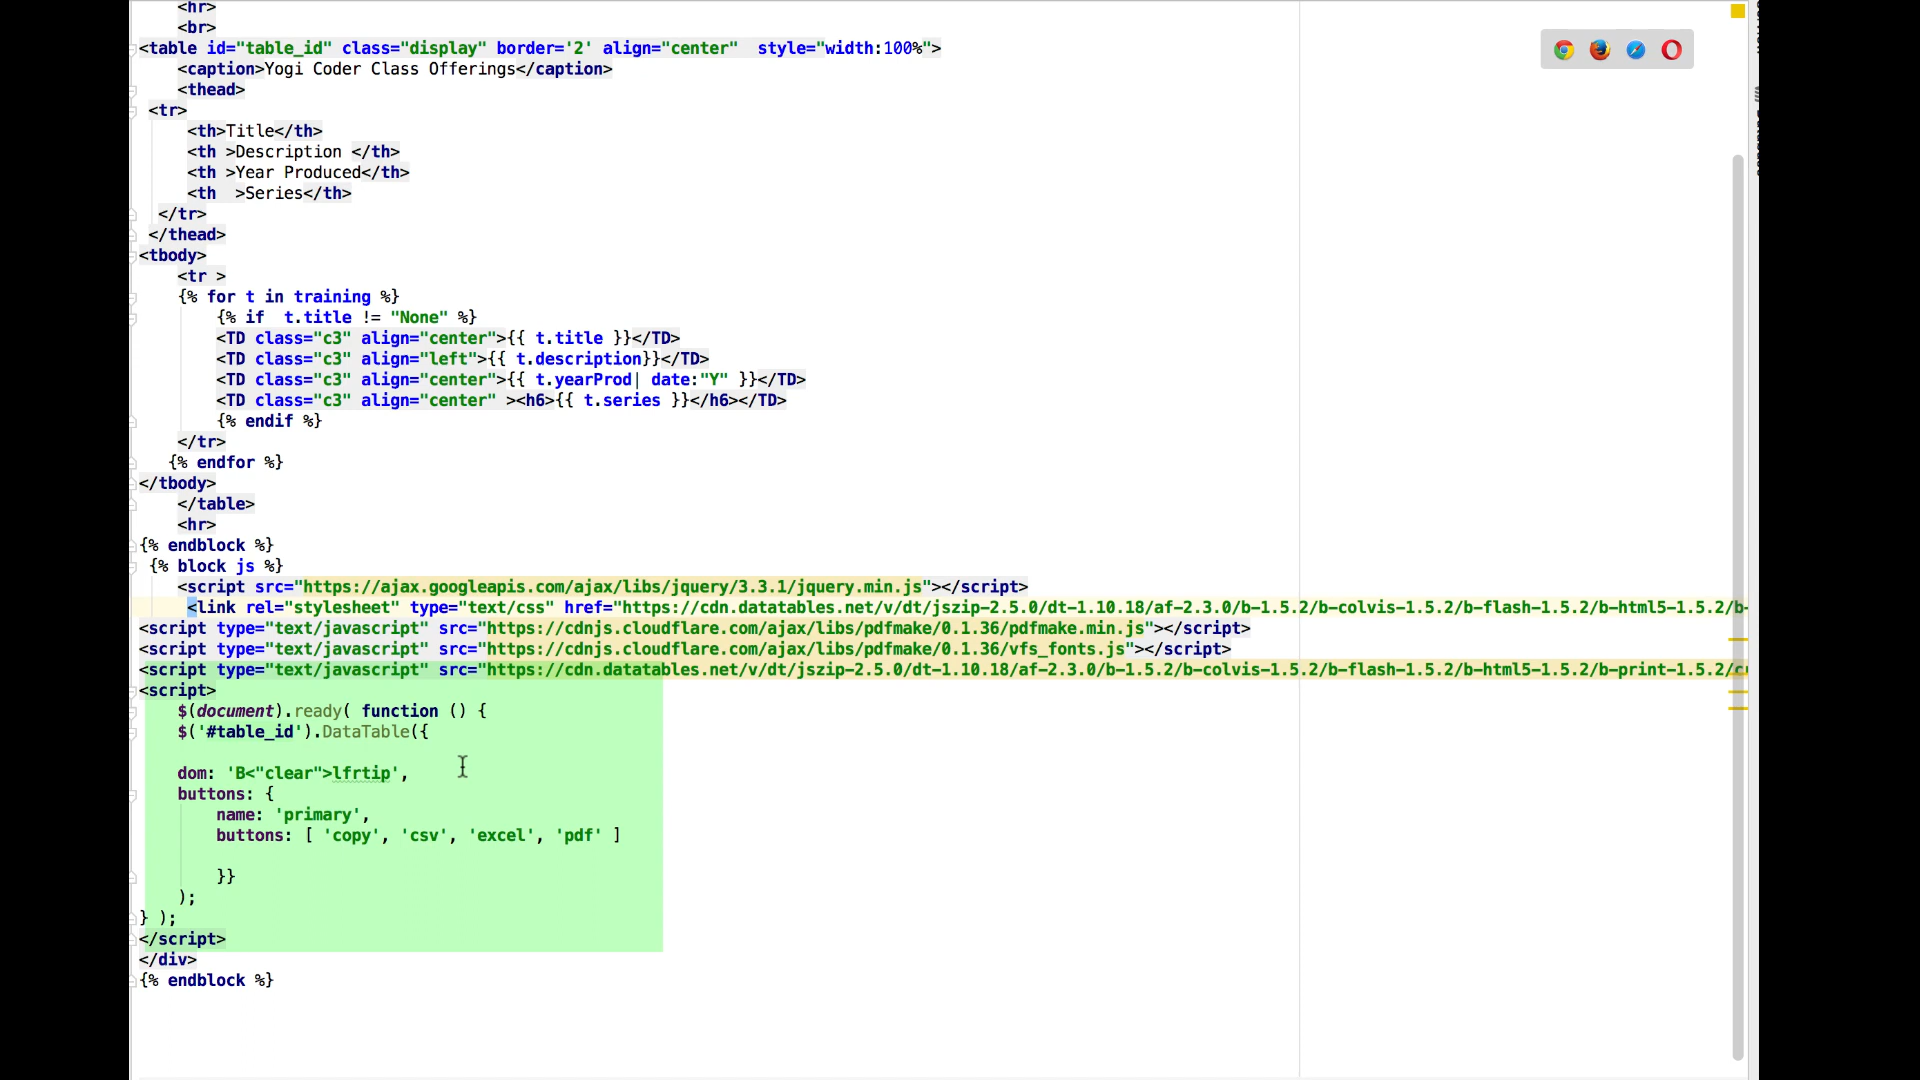 <hr>
<br>
<table id="table_id" class="display" border='2' align="center"  style="width:100%">
<caption>Yogi Coder Class Offerings</caption>
<thead>
<tr>
<th>Title</th>
<th >Description </th>
<th >Year Produced</th>
<th  >Series</th>
</tr>
</thead>
<tbody>
<tr >
{% for t in training %}
{% if  t.title != "None" %}
<TD class="c3" align="center">{{ t.title }}</TD>
<TD class="c3" align="left">{{ t.description}}</TD>
<TD class="c3" align="center">{{ t.yearProd| date:"Y" }}</TD>
<TD class="c3" align="center" ><h6>{{ t.series }}</h6></TD>
{% endif %}
</tr>
{% endfor %}
</tbody>
</table>
<hr>
{% endblock %}
{% block js %}
<script src="https://ajax.googleapis.com/ajax/libs/jquery/3.3.1/jquery.min.js"></script>
<link rel="stylesheet" type="text/css" href="https://cdn.datatables.net/v/dt/jszip-2.5.0/dt-1.10.18/af-2.3.0/b-1.5.2/b-colvis-1.5.2/b-flash-1.5.2/b-html5-1.5.2/b-
<script type="text/javascript" src="https://cdnjs.cloudflare.com/ajax/libs/pdfmake/0.1.36/pdfmake.min.js"></script>
<script type="text/javascript" src="https://cdnjs.cloudflare.com/ajax/libs/pdfmake/0.1.36/vfs_fonts.js"></script>
<script type="text/javascript" src="https://cdn.datatables.net/v/dt/jszip-2.5.0/dt-1.10.18/af-2.3.0/b-1.5.2/b-colvis-1.5.2/b-flash-1.5.2/b-html5-1.5.2/b-print-1.5.2/c
<script>
$(document).ready( function () {
$('#table_id').DataTable({
dom: 'B<"clear">lfrtip',
buttons: {
name: 'primary',
buttons: [ 'copy', 'csv', 'excel', 'pdf' ]
}}
);
} );
</script>
</div>
{% endblock %}